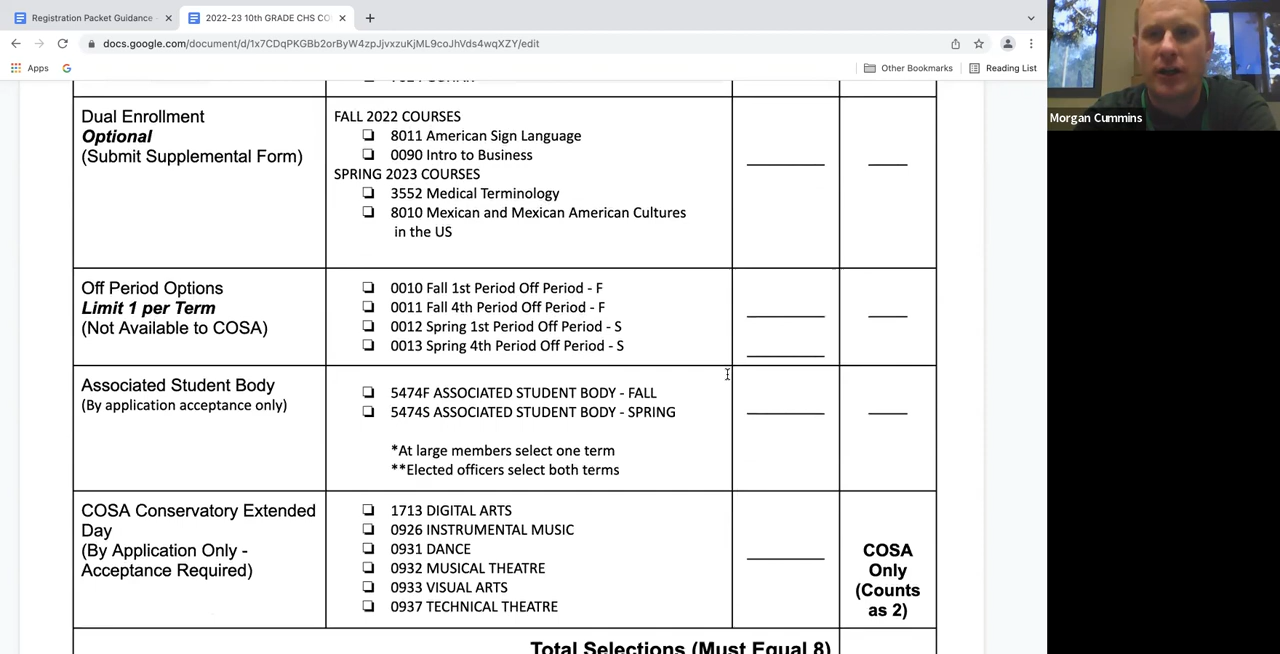 Registration Packet Guidance -
2022-23 10th GRADE CHS CO
docs.google.com/document/d/1x7CDqPKGBb2orByW4zpJjvxzuKjML9coJhVds4wqXZY/edit
Apps
Other Bookmarks
Reading List
Morgan Cummins
Dual Enrollment
Optional
(Submit Supplemental Form)
FALL 2022 COURSES
8011 American Sign Language
0090 Intro to Business
SPRING 2023 COURSES
3552 Medical Terminology
8010 Mexican and Mexican American Cultures
in the US
Off Period Options
Limit 1 per Term
(Not Available to COSA)
0010 Fall 1st Period Off Period - F
0011 Fall 4th Period Off Period - F
0012 Spring 1st Period Off Period - S
0013 Spring 4th Period Off Period - S
Associated Student Body
(By application acceptance only)
5474F ASSOCIATED STUDENT BODY - FALL
5474S ASSOCIATED STUDENT BODY - SPRING
*At large members select one term
**Elected officers select both terms
COSA Conservatory Extended
Day
(By Application Only -
Acceptance Required)
1713 DIGITAL ARTS
0926 INSTRUMENTAL MUSIC
0931 DANCE
0932 MUSICAL THEATRE
0933 VISUAL ARTS
0937 TECHNICAL THEATRE
COSA
Only
(Counts
as 2)
Total Selections (Must Equal 8)